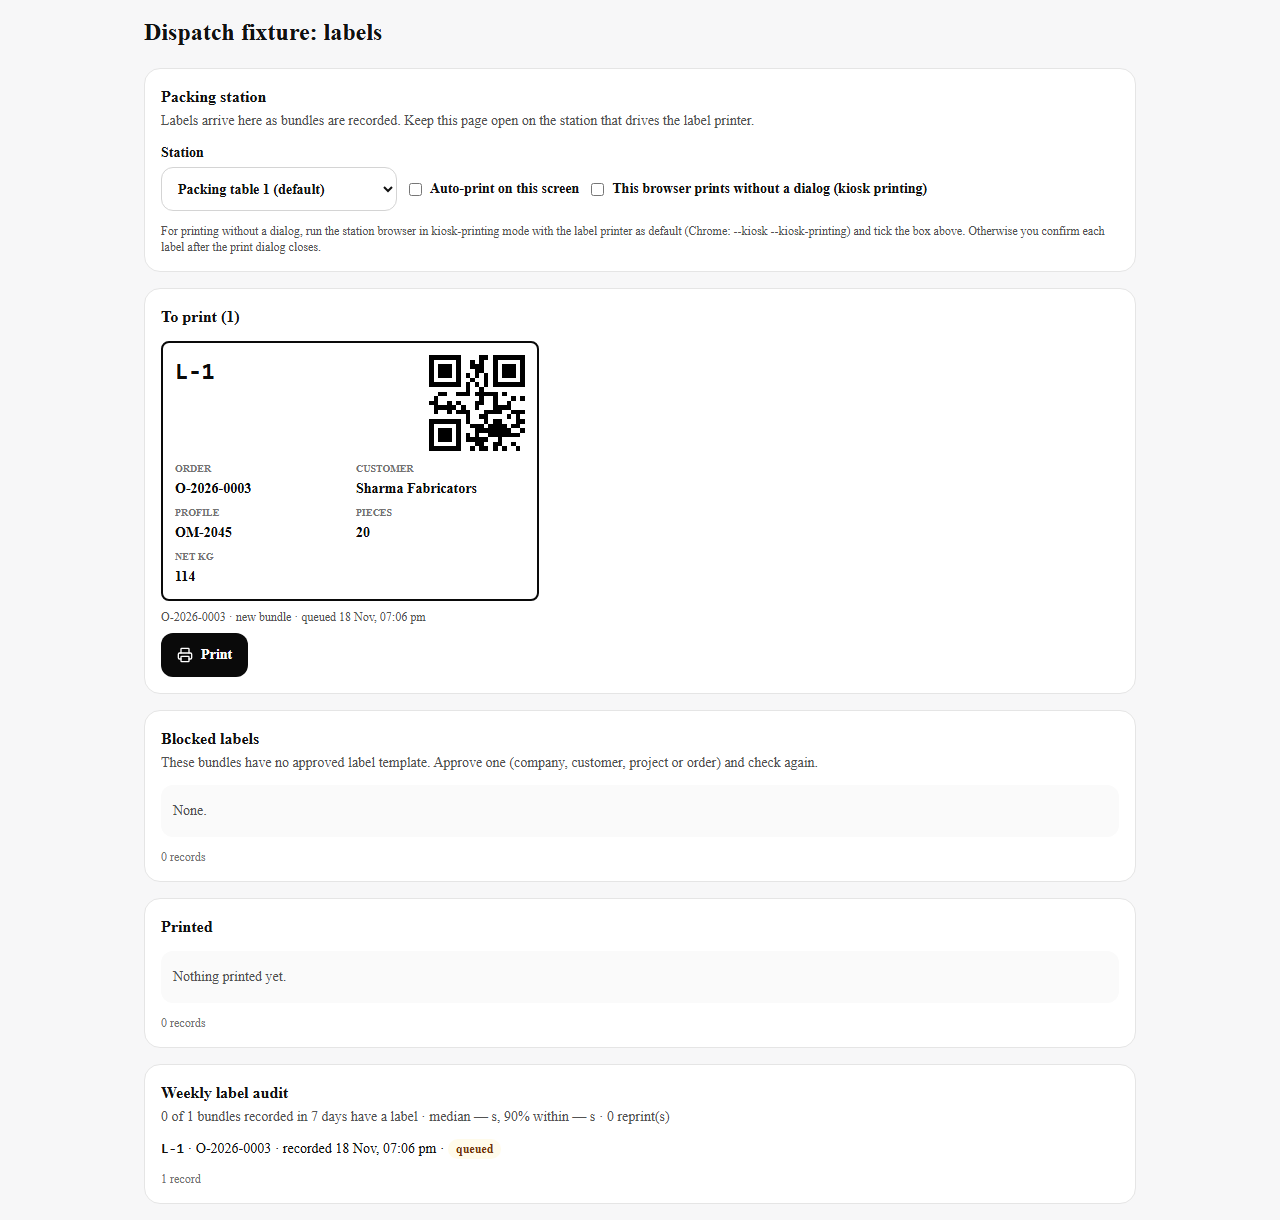 Dispatch fixture: labels
Packing station
Labels arrive here as bundles are recorded. Keep this page open on the station that drives the label printer.
Station
Packing table 1 (default)
Auto-print on this screen
This browser prints without a dialog (kiosk printing)
For printing without a dialog, run the station browser in kiosk-printing mode with the label printer as default (Chrome: --kiosk --kiosk-printing) and tick the box above. Otherwise you confirm each
label after the print dialog closes.
To print (1)
L-1
ORDER
O-2026-0003
CUSTOMER
Sharma Fabricators
PROFILE
OM-2045
PIECES
20
NET KG
114
O-2026-0003 · new bundle · queued 18 Nov, 07:06 pm
Print
Blocked labels
These bundles have no approved label template. Approve one (company, customer, project or order) and check again.
None.
0 records
Printed
Nothing printed yet.
0 records
Weekly label audit
0 of 1 bundles recorded in 7 days have a label · median — s, 90% within — s · 0 reprint(s)
L-1 · O-2026-0003 · recorded 18 Nov, 07:06 pm · queued
1 record